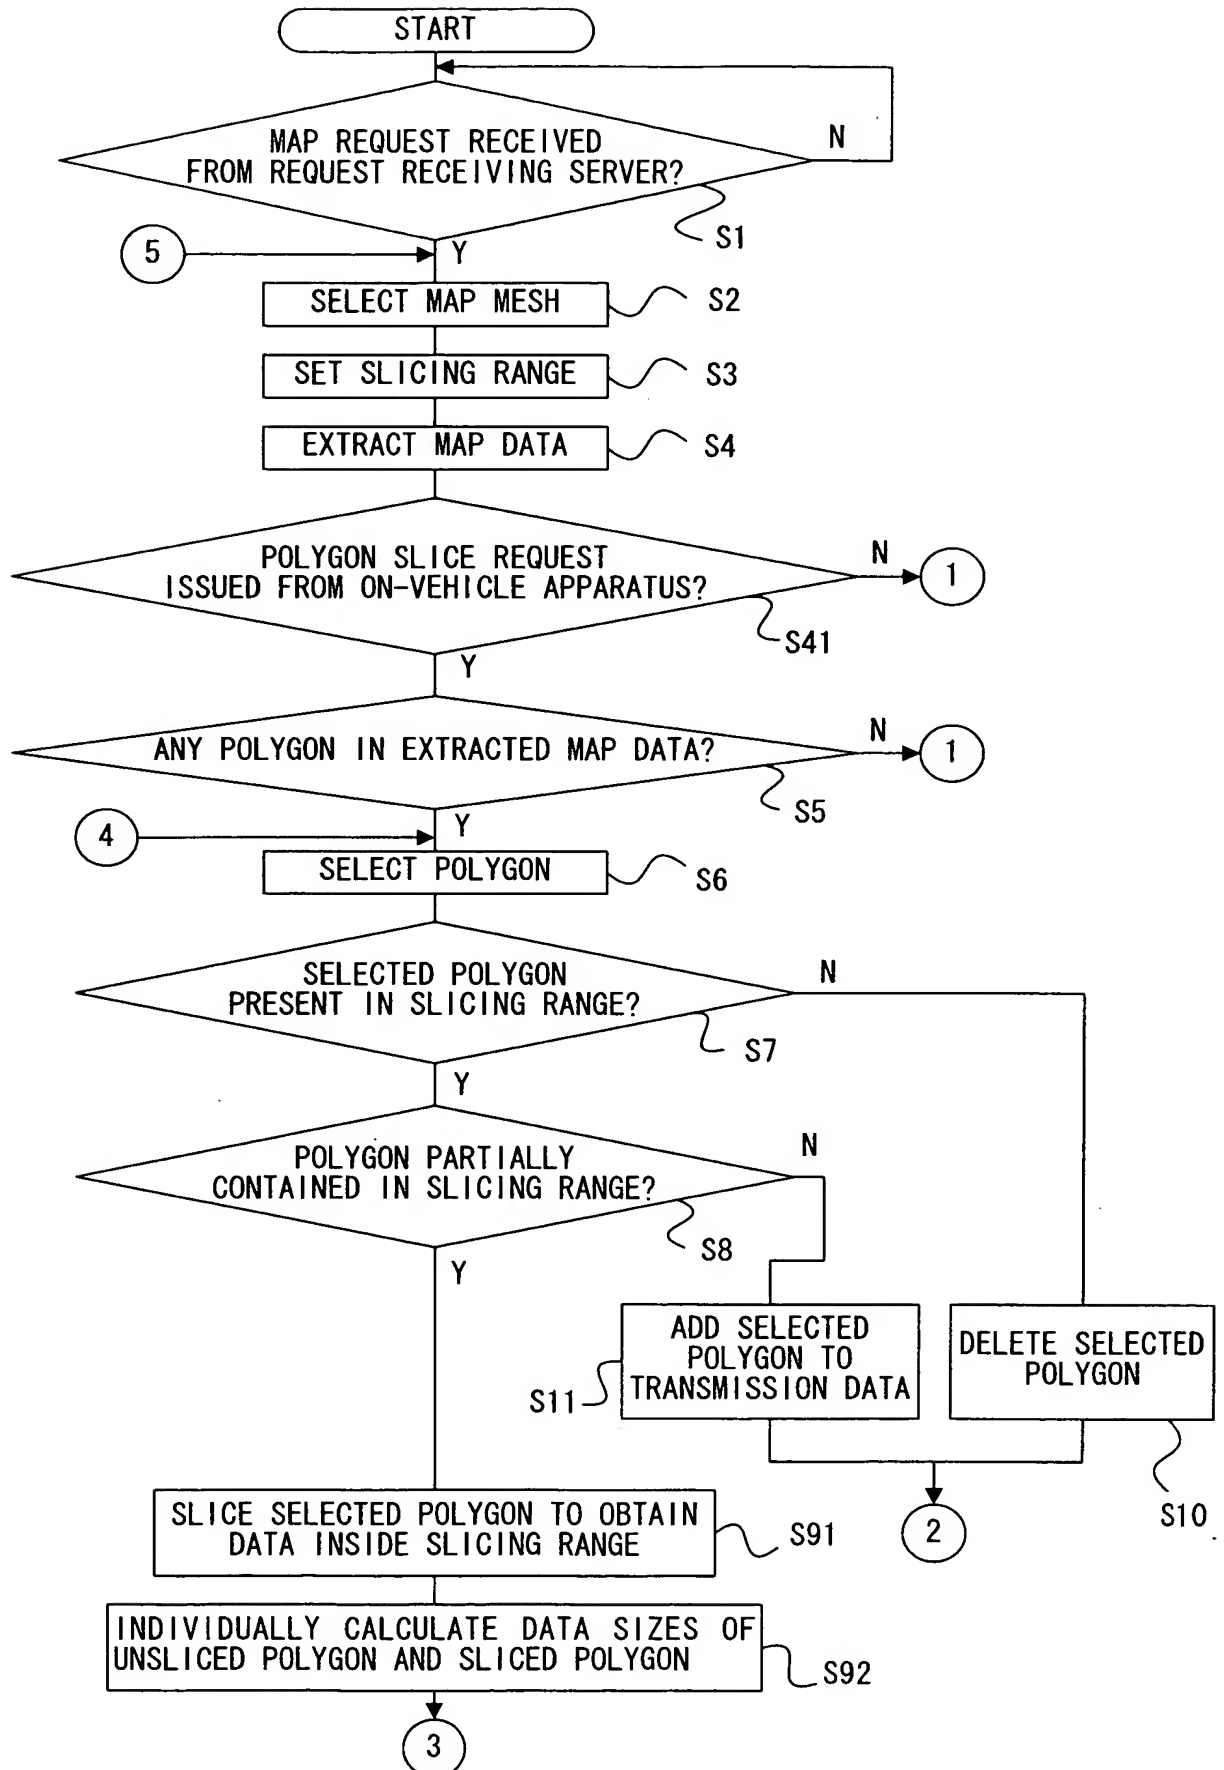 START
MAP REQUEST RECEIVED
FROM REQUEST RECEIVING SERVER?
N
S1
5
Y
SELECT MAP MESH
S2
SET SLICING RANGE
S3
EXTRACT MAP DATA
S4
POLYGON SLICE REQUEST
ISSUED FROM ON-VEHICLE APPARATUS?
N
1
S41
Y
ANY POLYGON IN EXTRACTED MAP DATA?
N
1
S5
4
Y
SELECT POLYGON
S6
SELECTED POLYGON
PRESENT IN SLICING RANGE?
N
S7
Y
POLYGON PARTIALLY
CONTAINED IN SLICING RANGE?
N
S8
Y
ADD SELECTED
POLYGON TO
TRANSMISSION DATA
S11
DELETE SELECTED
POLYGON
S10
2
SLICE SELECTED POLYGON TO OBTAIN
DATA INSIDE SLICING RANGE
S91
INDIVIDUALLY CALCULATE DATA SIZES OF
UNSLICED POLYGON AND SLICED POLYGON
S92
3